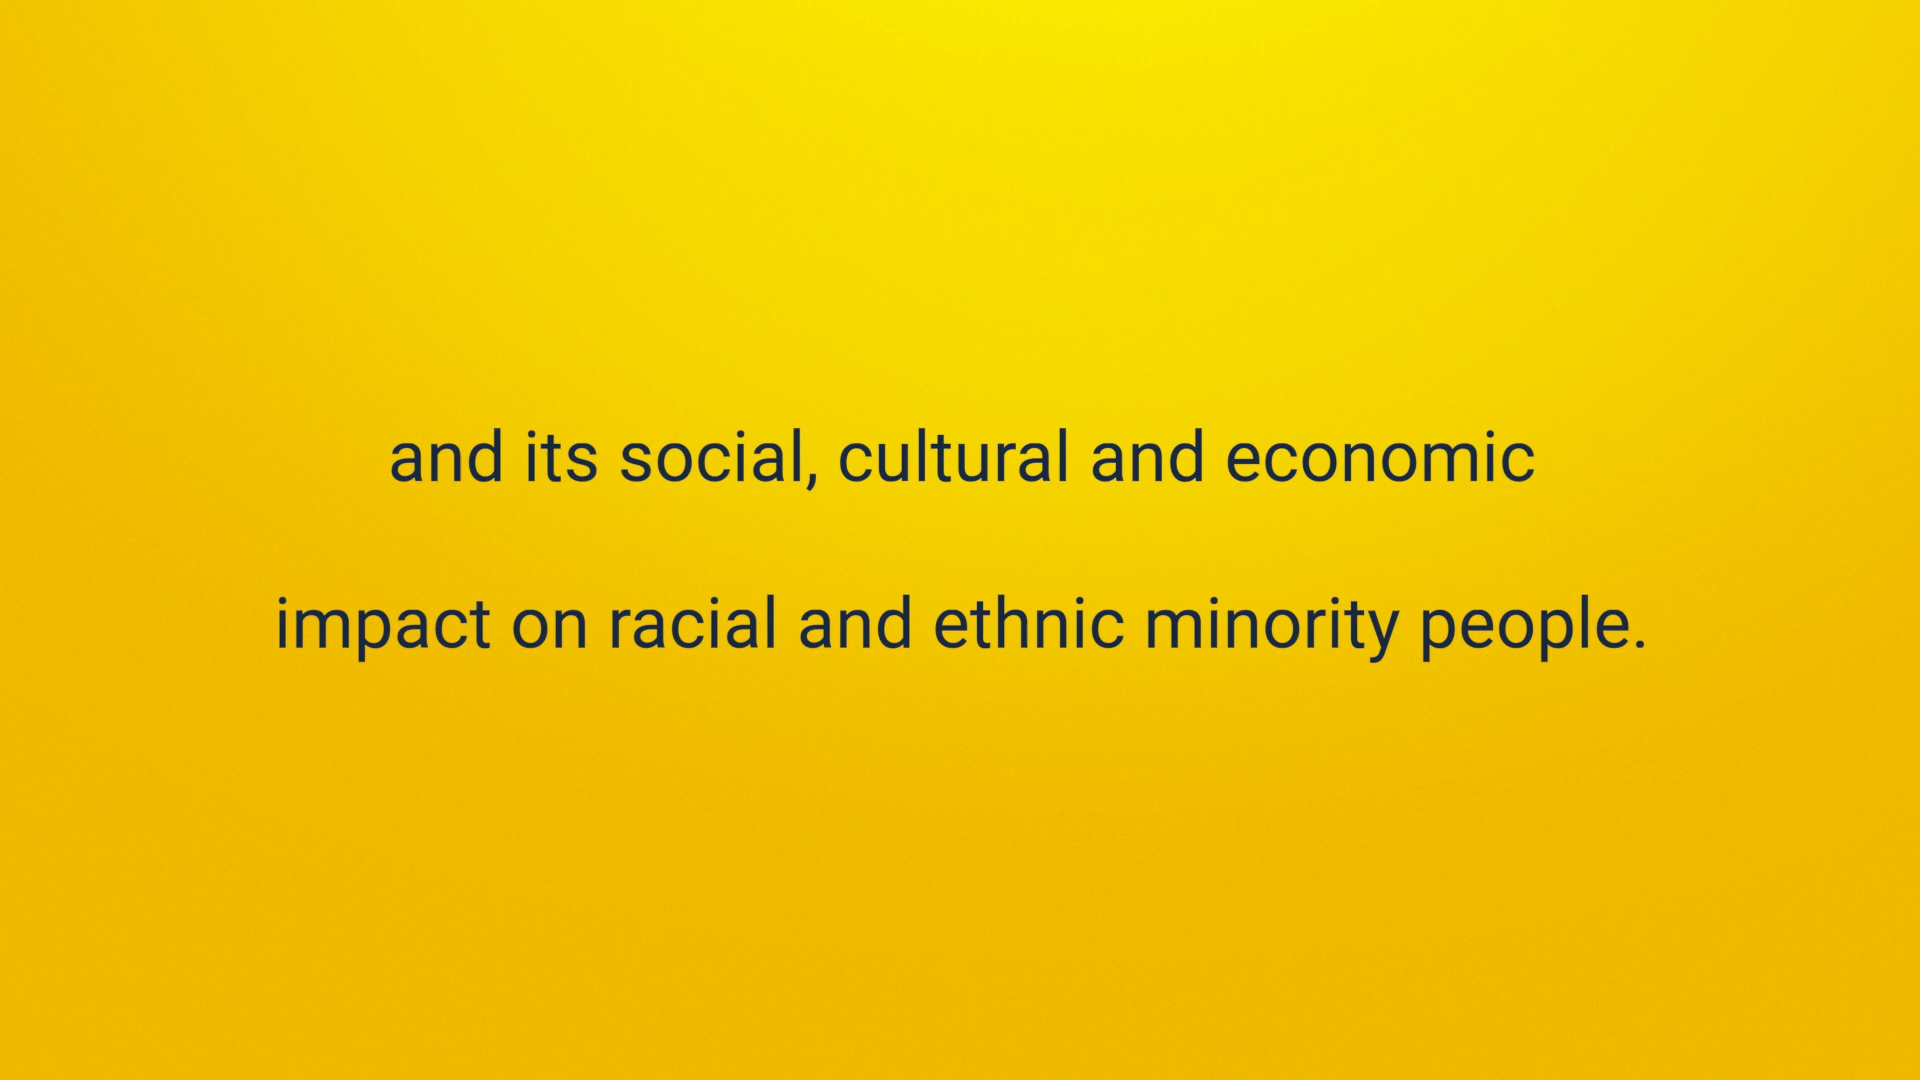 and its social, cultural and economic
impact on racial and ethnic minority people.